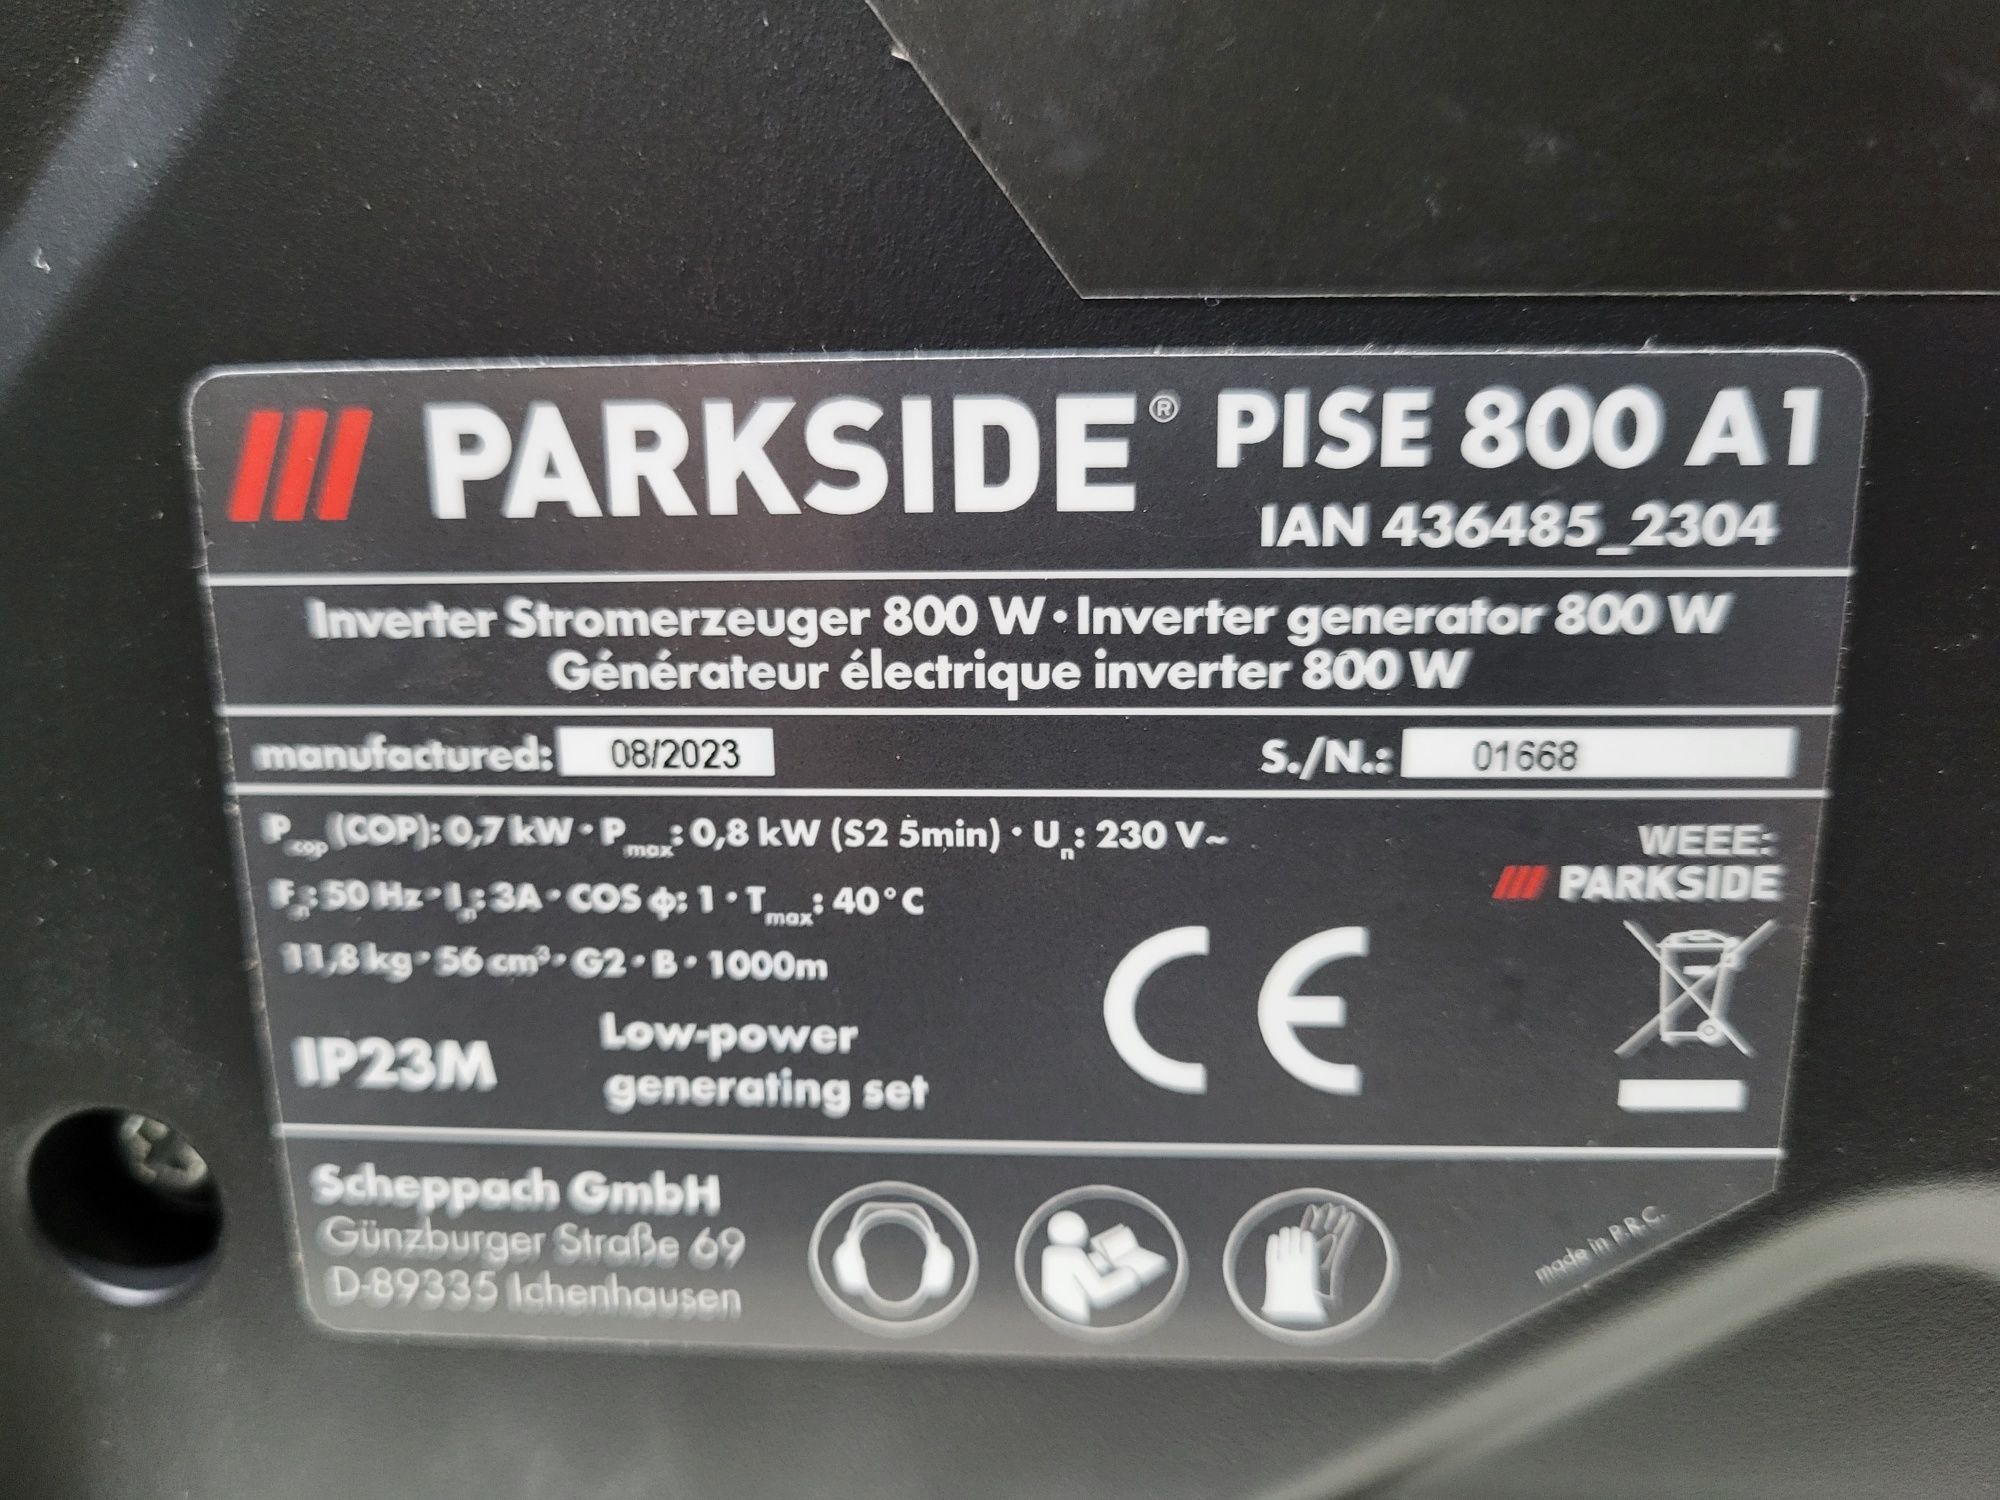 PARKSIDE® PISE 800 A1
IAN 436485_2304
Inverter Stromerzeuger 800 W • Inverter generator 800 W
Générateur électrique inverter 800 W
manufactured: 08/2023 S./N.: 01668
Pcop (COP): 0,7 kW • Pmax: 0,8 kW (S2 5min) • Un: 230 V~
Fn: 50 Hz • In: 3A • COS φ: 1 • Tmax: 40°C
11,8 kg • 56 cm³ • G2 • B • 1000m
WEEE:
PARKSIDE
IP23M
Low-power
generating set
CE
Scheppach GmbH
Günzburger Straße 69
D-89335 Ichenhausen
made in P.R.C.